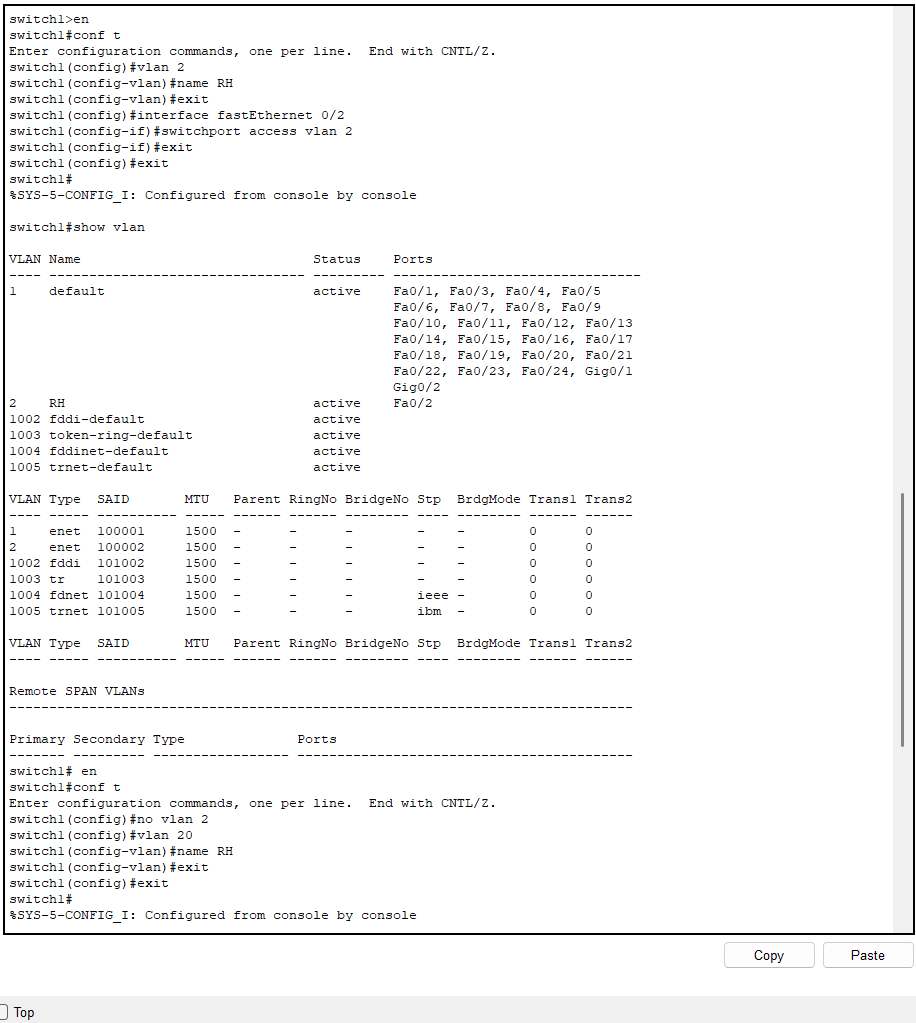 switch1>en
switch1#conf t
Enter configuration commands, one per line.  End with CNTL/Z.
switch1(config)#vlan 2
switch1(config-vlan)#name RH
switch1(config-vlan)#exit
switch1(config)#interface fastEthernet 0/2
switch1(config-if)#switchport access vlan 2
switch1(config-if)#exit
switch1(config)#exit
switch1#
%SYS-5-CONFIG_I: Configured from console by console

switch1#show vlan

VLAN Name                             Status    Ports
---- -------------------------------- --------- -------------------------------
1    default                          active    Fa0/1, Fa0/3, Fa0/4, Fa0/5
                                                Fa0/6, Fa0/7, Fa0/8, Fa0/9
                                                Fa0/10, Fa0/11, Fa0/12, Fa0/13
                                                Fa0/14, Fa0/15, Fa0/16, Fa0/17
                                                Fa0/18, Fa0/19, Fa0/20, Fa0/21
                                                Fa0/22, Fa0/23, Fa0/24, Gig0/1
                                                Gig0/2
2    RH                               active    Fa0/2
1002 fddi-default                     active
1003 token-ring-default               active
1004 fddinet-default                  active
1005 trnet-default                    active

VLAN Type  SAID       MTU   Parent RingNo BridgeNo Stp  BrdgMode Trans1 Trans2
---- ----- ---------- ----- ------ ------ -------- ---- -------- ------ ------
1    enet  100001     1500  -      -      -        -    -        0      0
2    enet  100002     1500  -      -      -        -    -        0      0
1002 fddi  101002     1500  -      -      -        -    -        0      0
1003 tr    101003     1500  -      -      -        -    -        0      0
1004 fdnet 101004     1500  -      -      -        ieee -        0      0
1005 trnet 101005     1500  -      -      -        ibm  -        0      0

VLAN Type  SAID       MTU   Parent RingNo BridgeNo Stp  BrdgMode Trans1 Trans2
---- ----- ---------- ----- ------ ------ -------- ---- -------- ------ ------

Remote SPAN VLANs
------------------------------------------------------------------------------

Primary Secondary Type              Ports
------- --------- ----------------- ------------------------------------------
switch1# en
switch1#conf t
Enter configuration commands, one per line.  End with CNTL/Z.
switch1(config)#no vlan 2
switch1(config)#vlan 20
switch1(config-vlan)#name RH
switch1(config-vlan)#exit
switch1(config)#exit
switch1#
%SYS-5-CONFIG_I: Configured from console by console
Copy Paste
Top